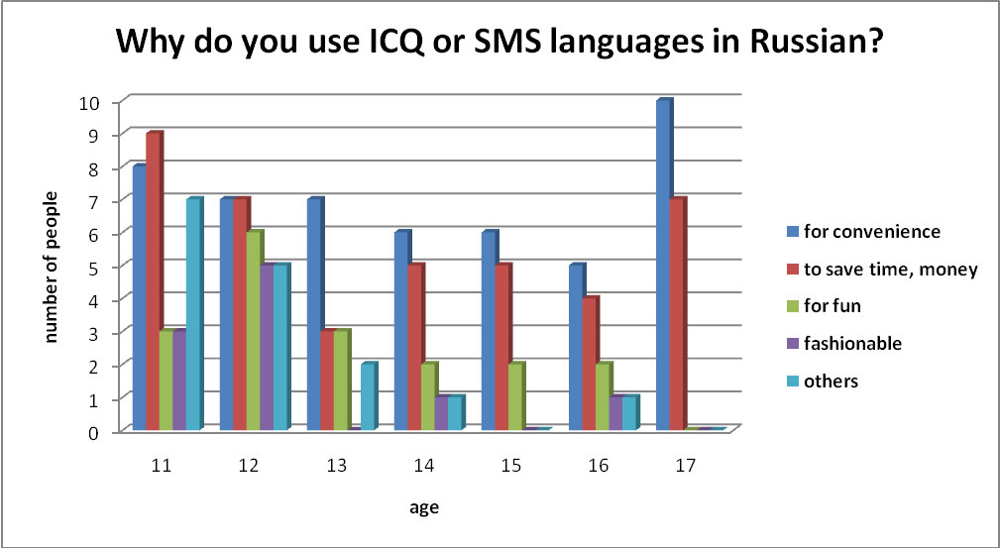 Why do you use ICQ or SMS languages in Russian?
10
9
8
7
6
5
4
3
2
1
0
number of people
11 12 13 14 15 16 17
age
for convenience
to save time, money
for fun
fashionable
others